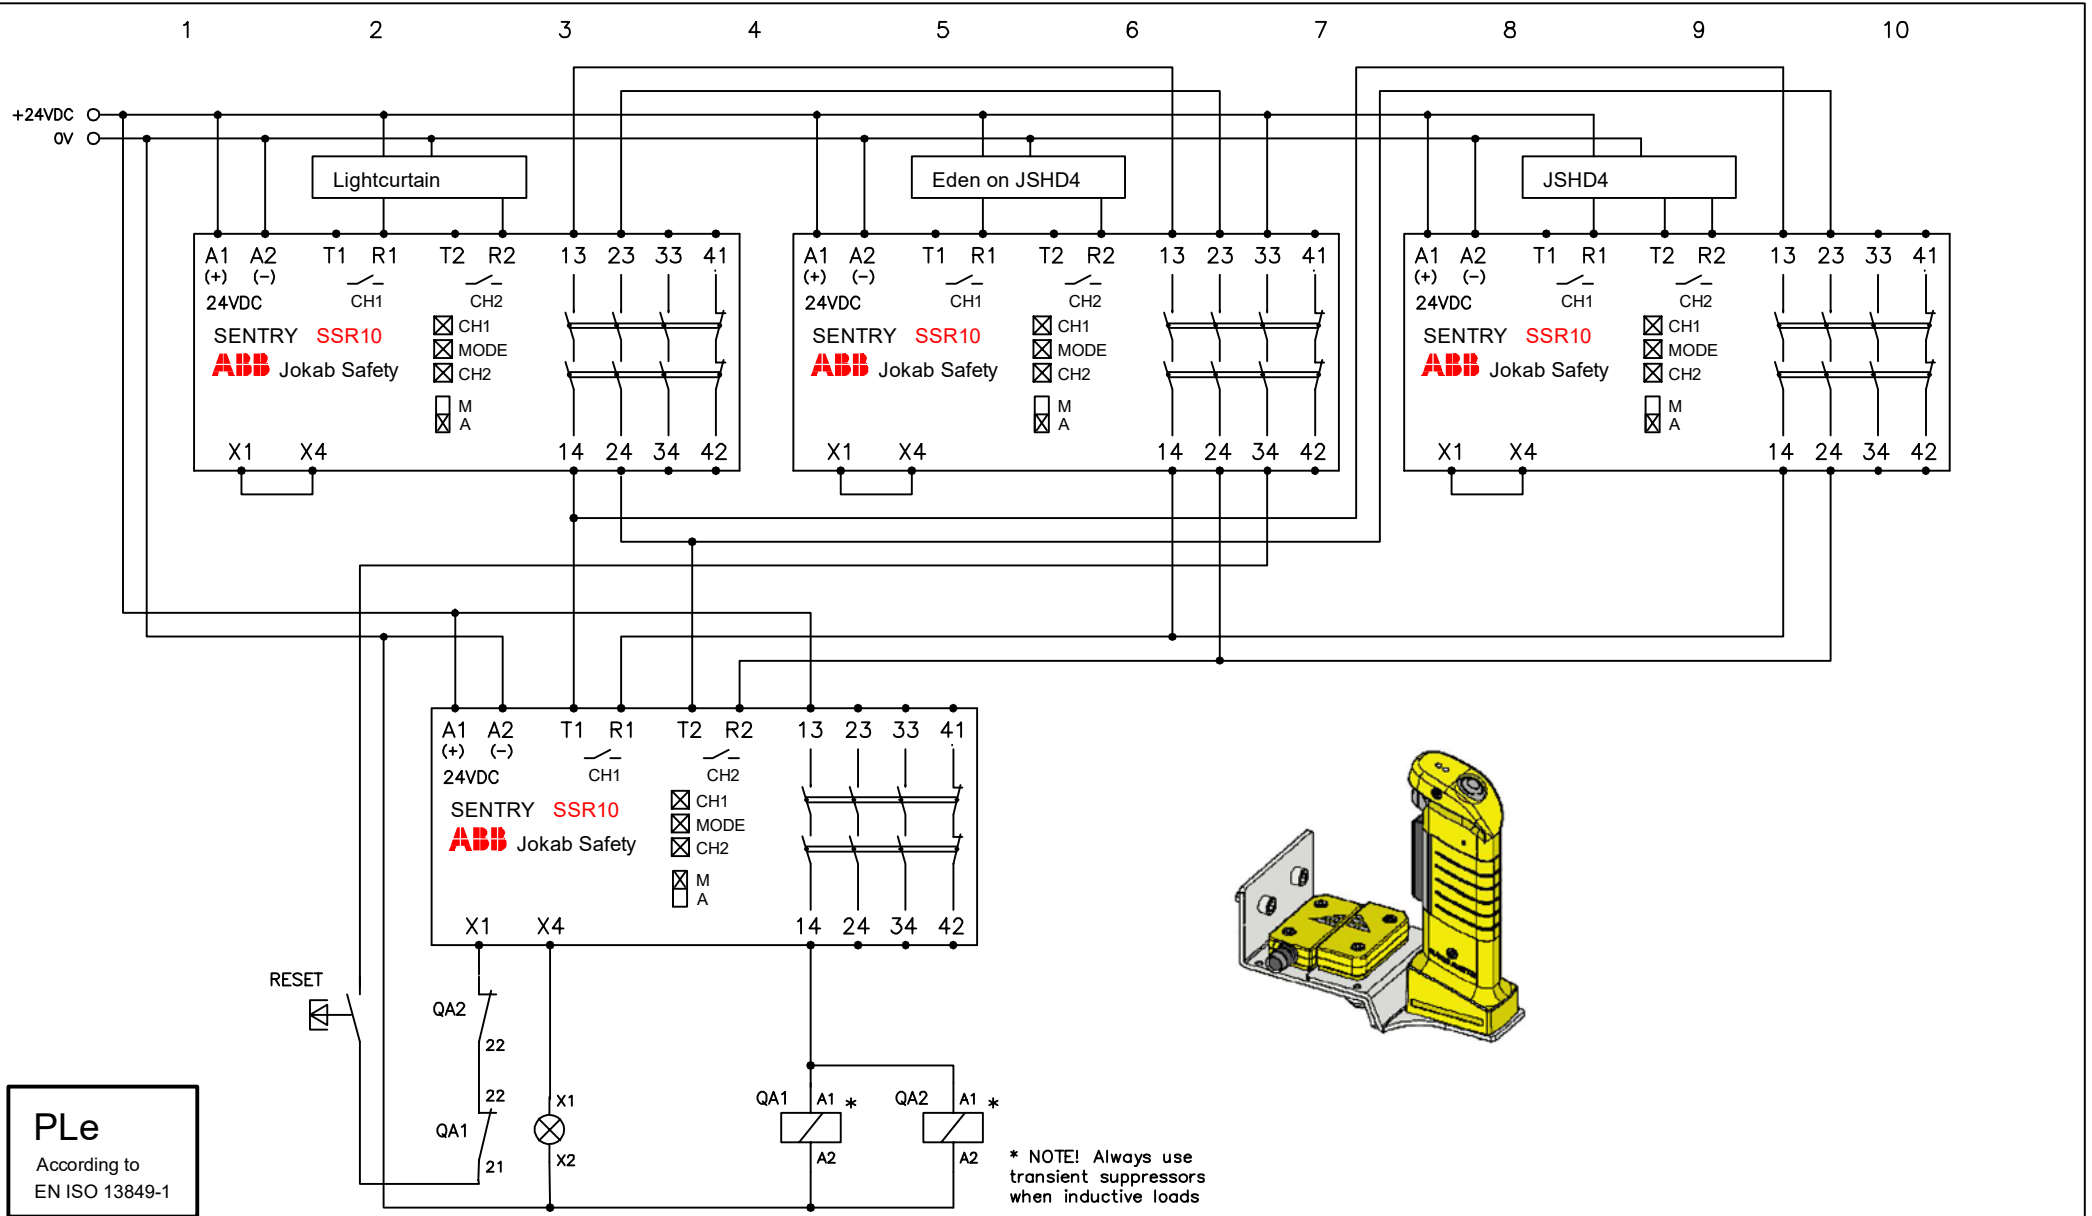 1 2 3 4 5 6 7 8 9 10
+24VDC
0V
Lightcurtain
Eden on JSHD4
JSHD4
A1 A2 T1 R1 T2 R2 13 23 33 41
(+) (-) CH1 CH2
24VDC
SENTRY SSR10
ABB Jokab Safety
CH1
MODE
CH2
M
A
X1 X4 14 24 34 42
A1 A2 T1 R1 T2 R2 13 23 33 41
(+) (-) CH1 CH2
24VDC
SENTRY SSR10
ABB Jokab Safety
CH1
MODE
CH2
M
A
X1 X4 14 24 34 42
A1 A2 T1 R1 T2 R2 13 23 33 41
(+) (-) CH1 CH2
24VDC
SENTRY SSR10
ABB Jokab Safety
CH1
MODE
CH2
M
A
X1 X4 14 24 34 42
A1 A2 T1 R1 T2 R2 13 23 33 41
(+) (-) CH1 CH2
24VDC
SENTRY SSR10
ABB Jokab Safety
CH1
MODE
CH2
M
A
X1 X4 14 24 34 42
RESET
QA2
22
22
QA1
21
X1
X2
QA1 A1 *
A2
QA2 A1 *
A2
* NOTE! Always use
transient suppressors
when inductive loads
PLe
According to
EN ISO 13849-1